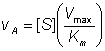 v_A = [S](V_max / K_m)